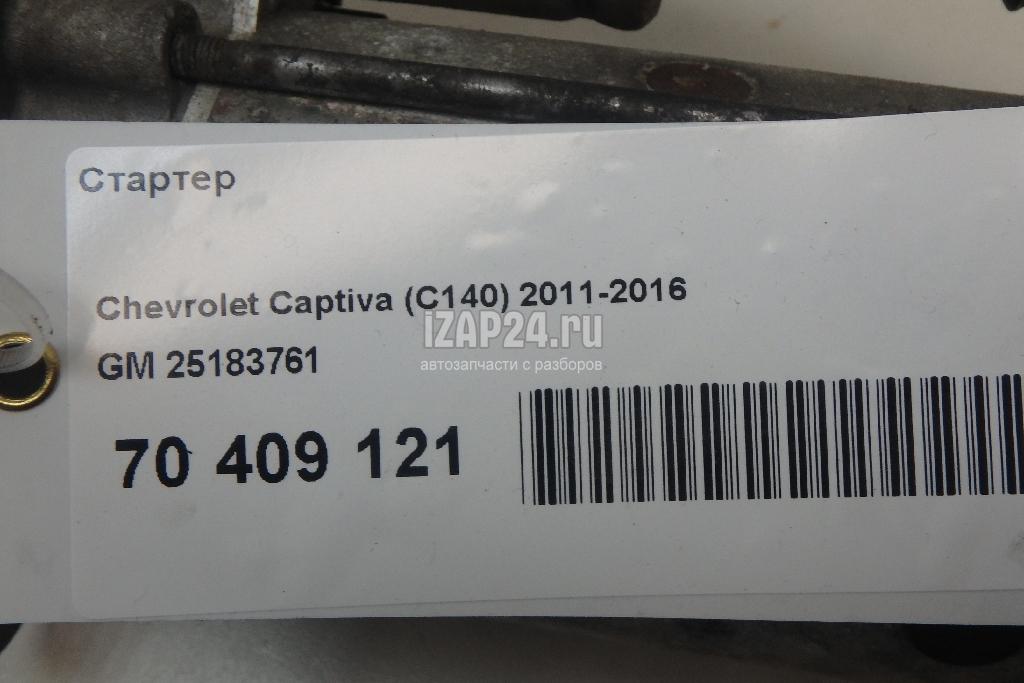 Стартер
Chevrolet Captiva (C140) 2011-2016
iZAP24.ru
GM 25183761
автозапчасти с разборов
70 409 121